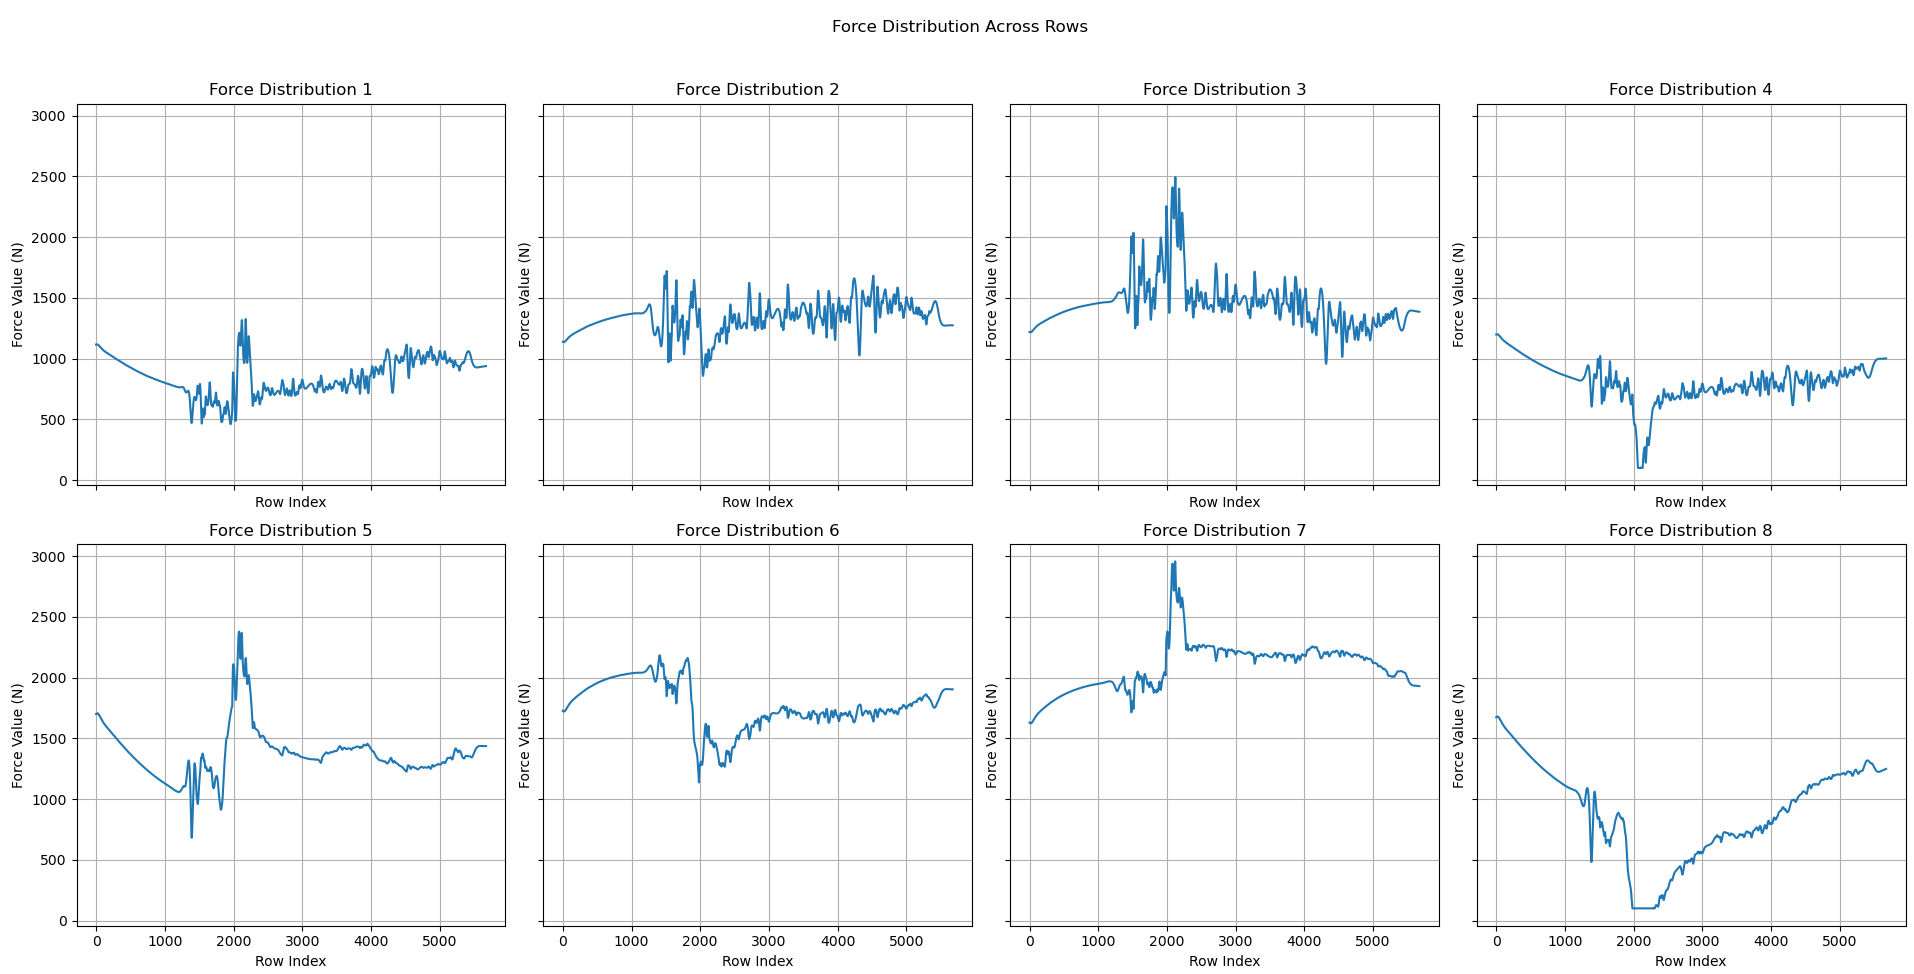 Force Distribution Across Rows
Force Distribution 1
Force Distribution 2
Force Distribution 3
Force Distribution 4
3000
2500
2000
1500
1000
500
0
Force Value (N)
Force Value (N)
Force Value (N)
Force Value (N)
Row Index
Row Index
Row Index
Row Index
Force Distribution 5
Force Distribution 6
Force Distribution 7
Force Distribution 8
3000
2500
2000
1500
1000
500
0
Force Value (N)
Force Value (N)
Force Value (N)
Force Value (N)
0 1000 2000 3000 4000 5000
0 1000 2000 3000 4000 5000
0 1000 2000 3000 4000 5000
0 1000 2000 3000 4000 5000
Row Index
Row Index
Row Index
Row Index